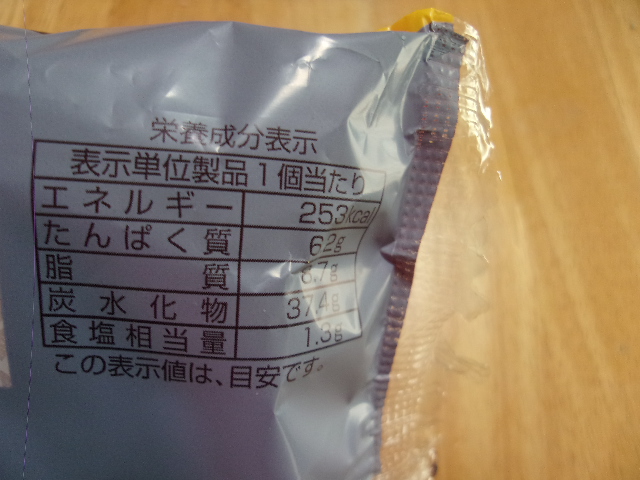 栄養成分表示
表示単位製品1個当たり
エネルギー 253kcal
たんぱく質 6.2g
脂質 8.7g
炭水化物 37.4g
食塩相当量 1.3g
この表示値は、目安です。